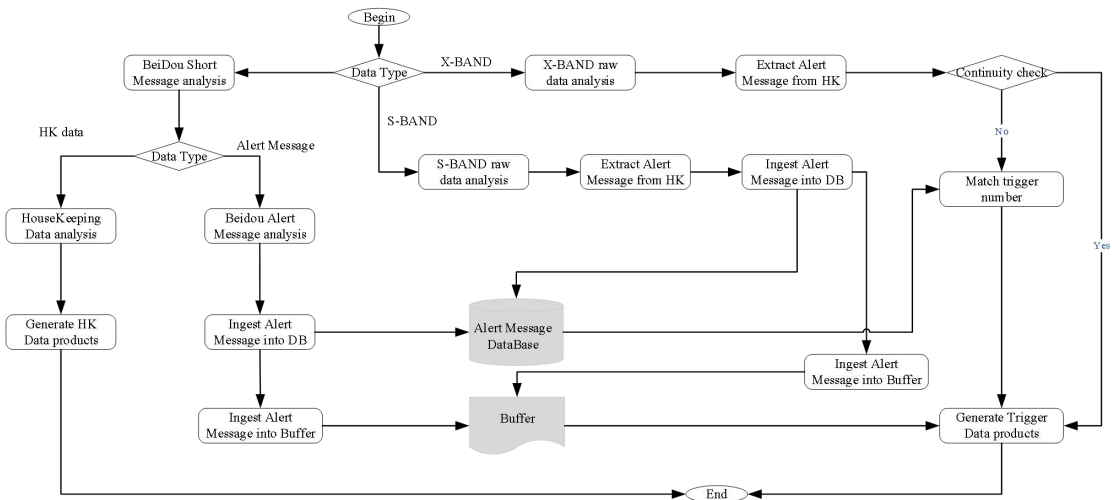 Begin
BeiDou Short
Message analysis
Data Type
X-BAND
X-BAND raw
data analysis
Extract Alert
Message from HK
Continuity check
S-BAND
HK data
Data Type
Alert Message
No
S-BAND raw
data analysis
Extract Alert
Message from HK
Ingest Alert
Message into DB
Match trigger
number
HouseKeeping
Data analysis
Beidou Alert
Message analysis
Yes
Generate HK
Data products
Ingest Alert
Message into DB
Alert Message
DataBase
Ingest Alert
Message into Buffer
Ingest Alert
Message into Buffer
Buffer
Generate Trigger
Data products
End